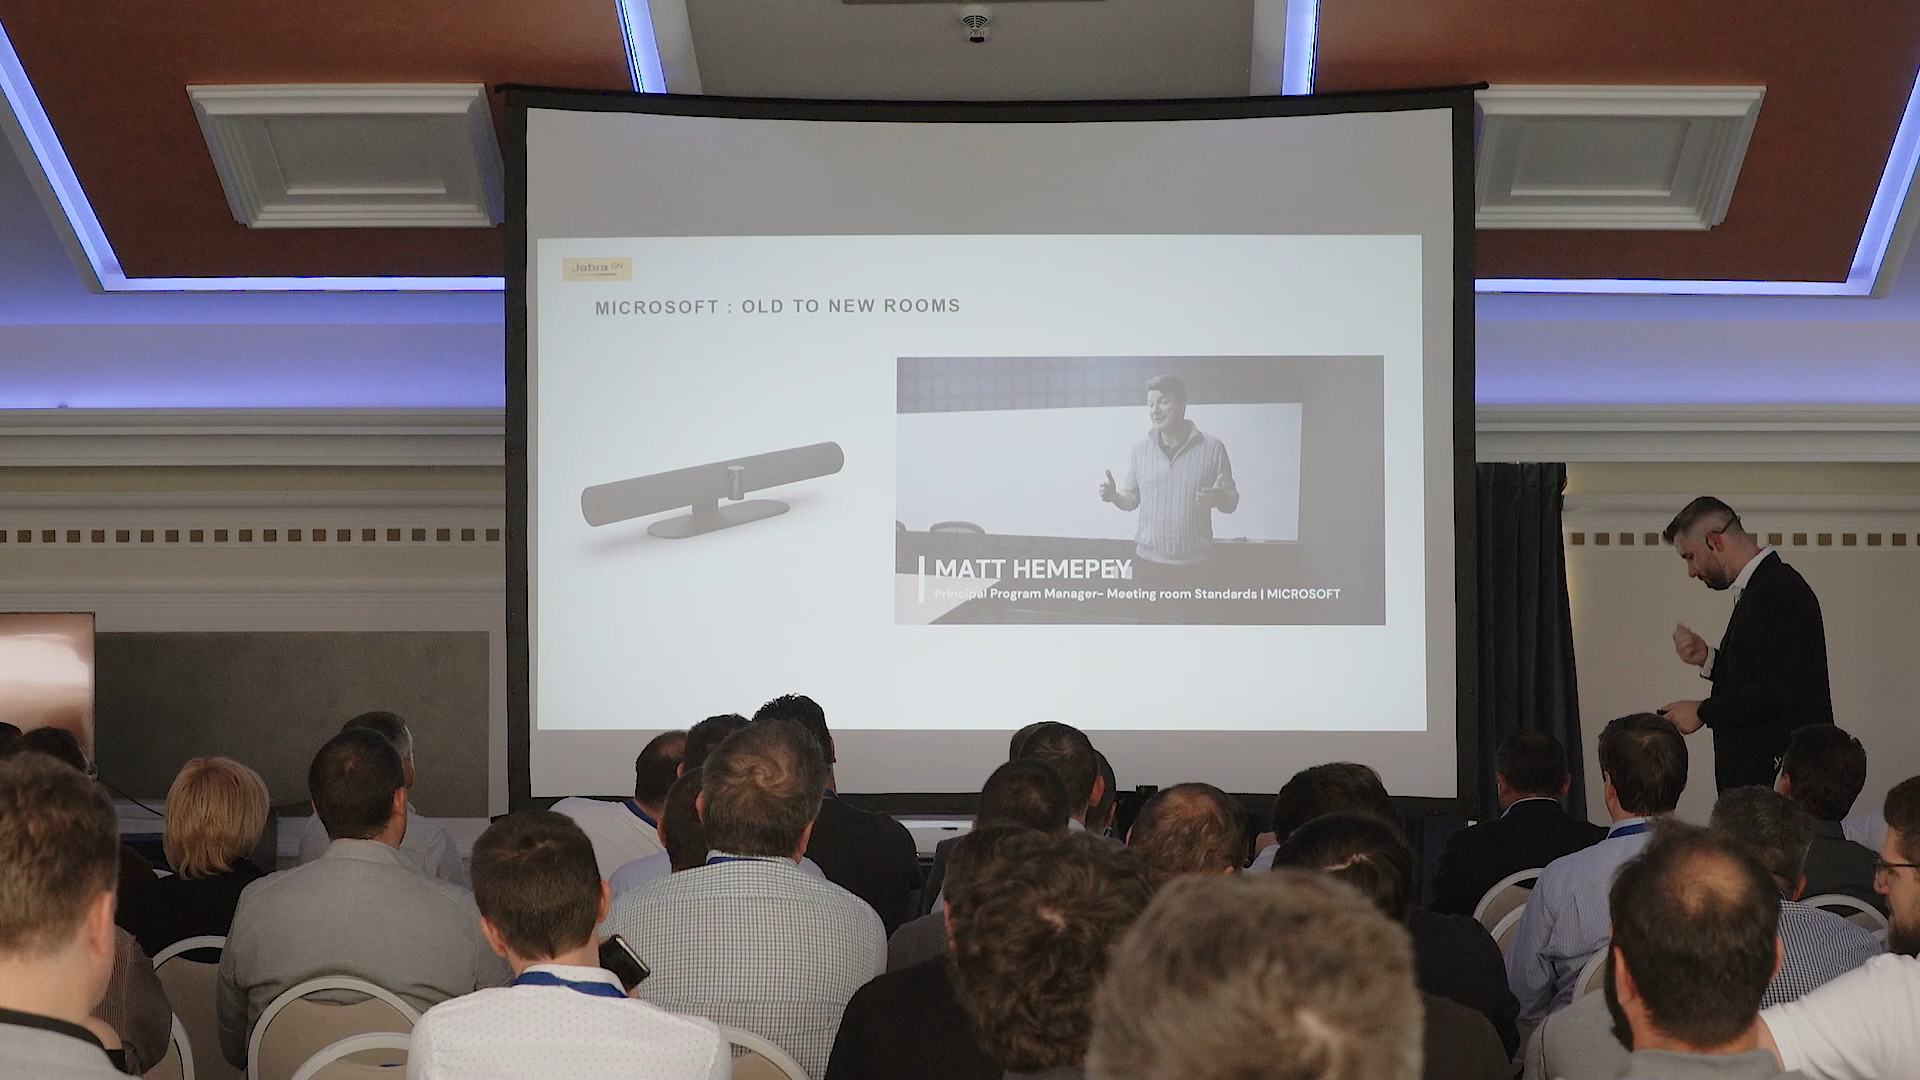 Jabra GN
MICROSOFT : OLD TO NEW ROOMS
MATT HEMEPEY
Principal Program Manager- Meeting room Standards | MICROSOFT